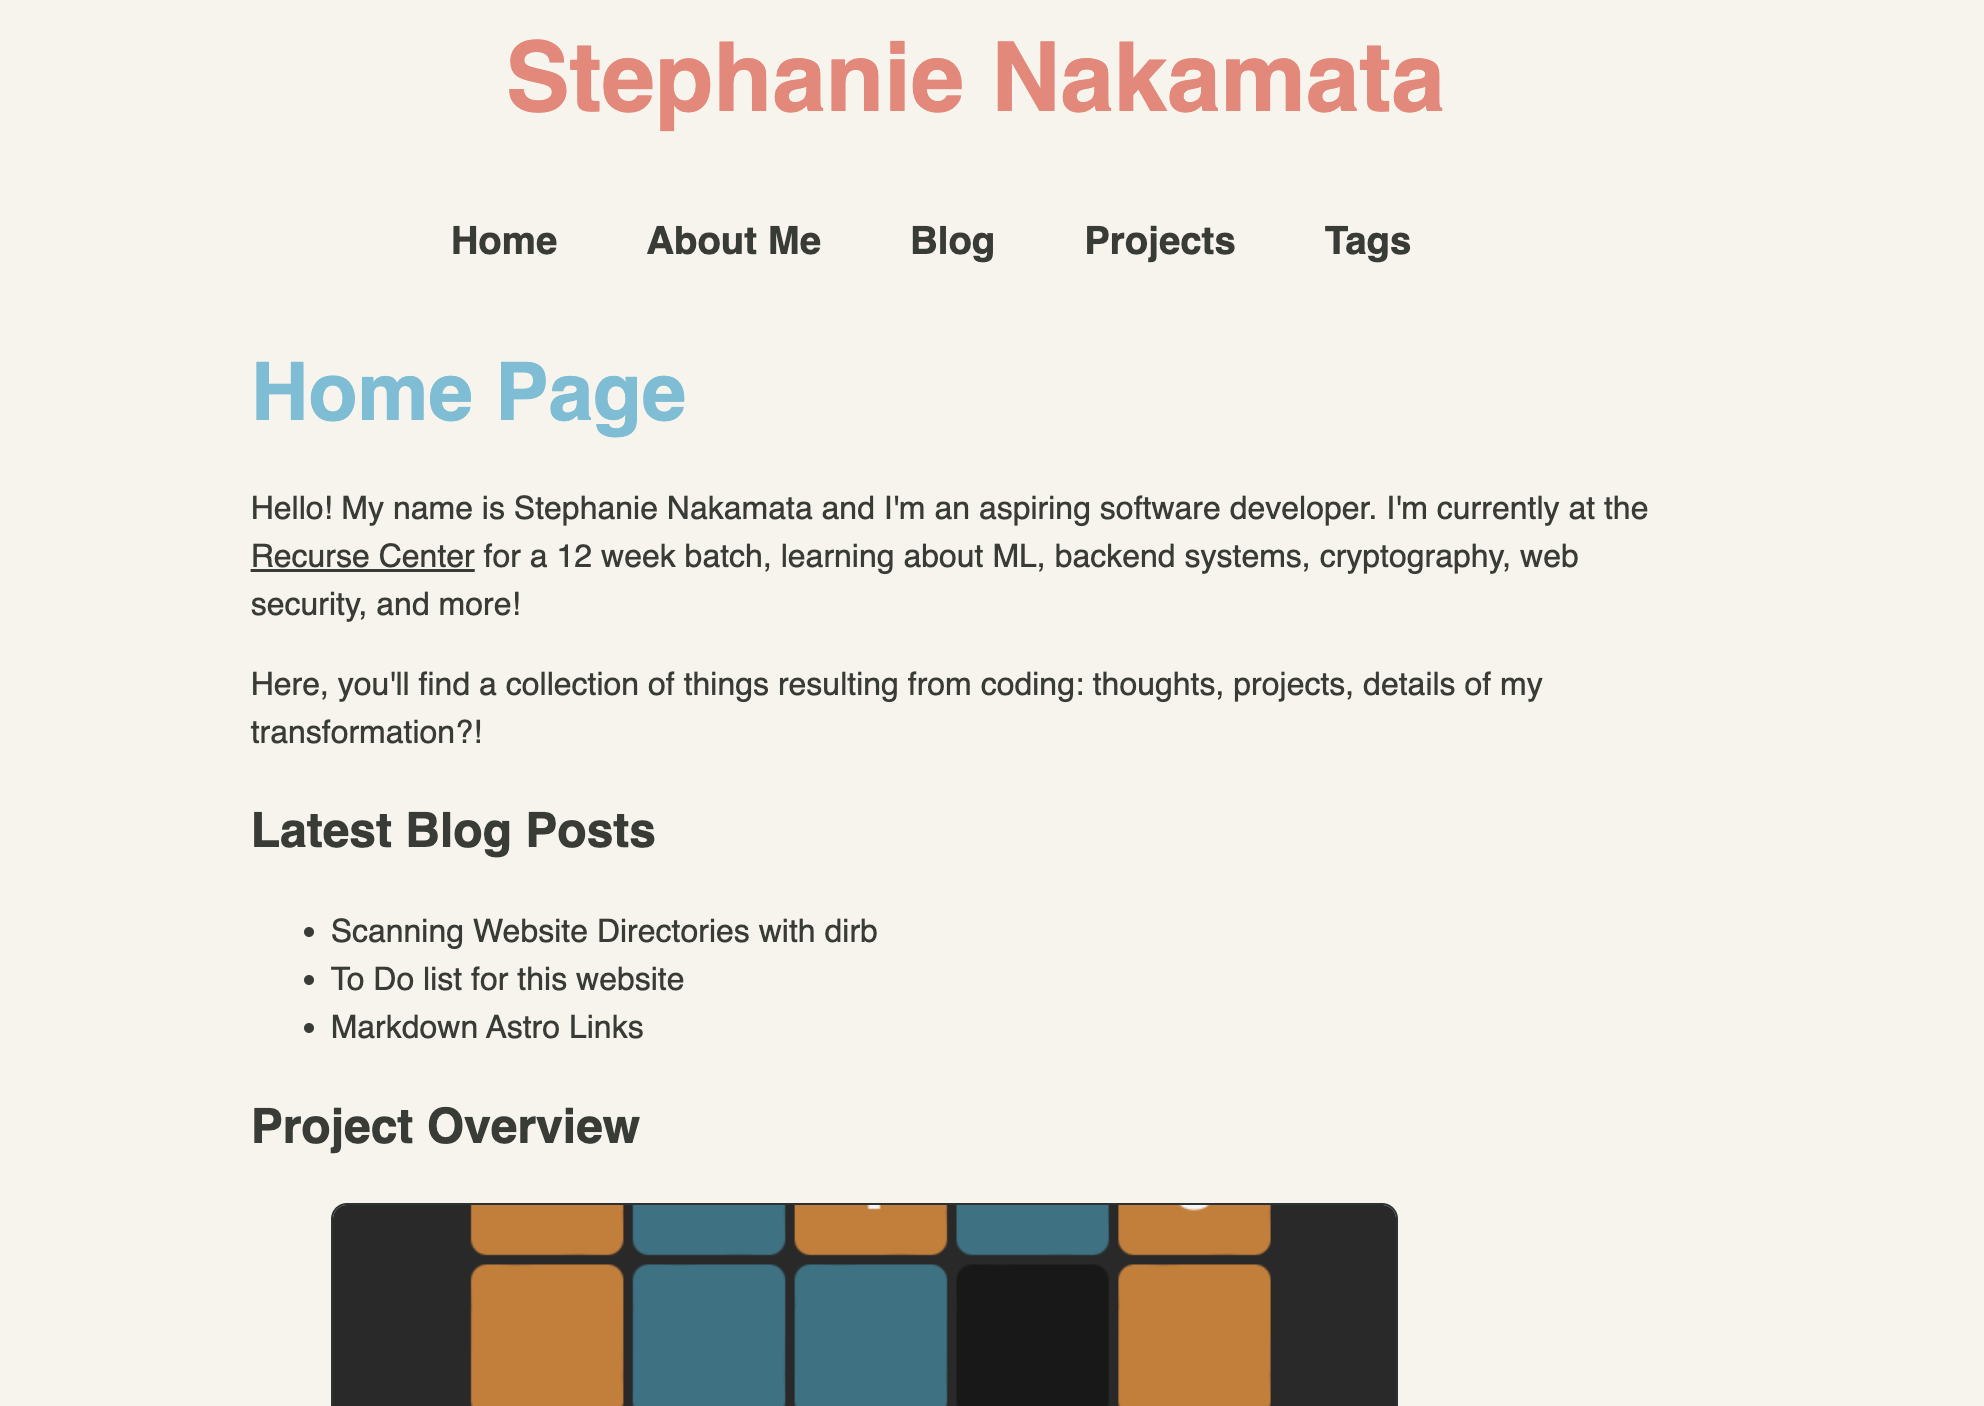 Stephanie Nakamata
Home About Me Blog Projects Tags
Home Page
Hello! My name is Stephanie Nakamata and I'm an aspiring software developer. I'm currently at the
Recurse Center for a 12 week batch, learning about ML, backend systems, cryptography, web
security, and more!
Here, you'll find a collection of things resulting from coding: thoughts, projects, details of my
transformation?!
Latest Blog Posts
• Scanning Website Directories with dirb
• To Do list for this website
• Markdown Astro Links
Project Overview